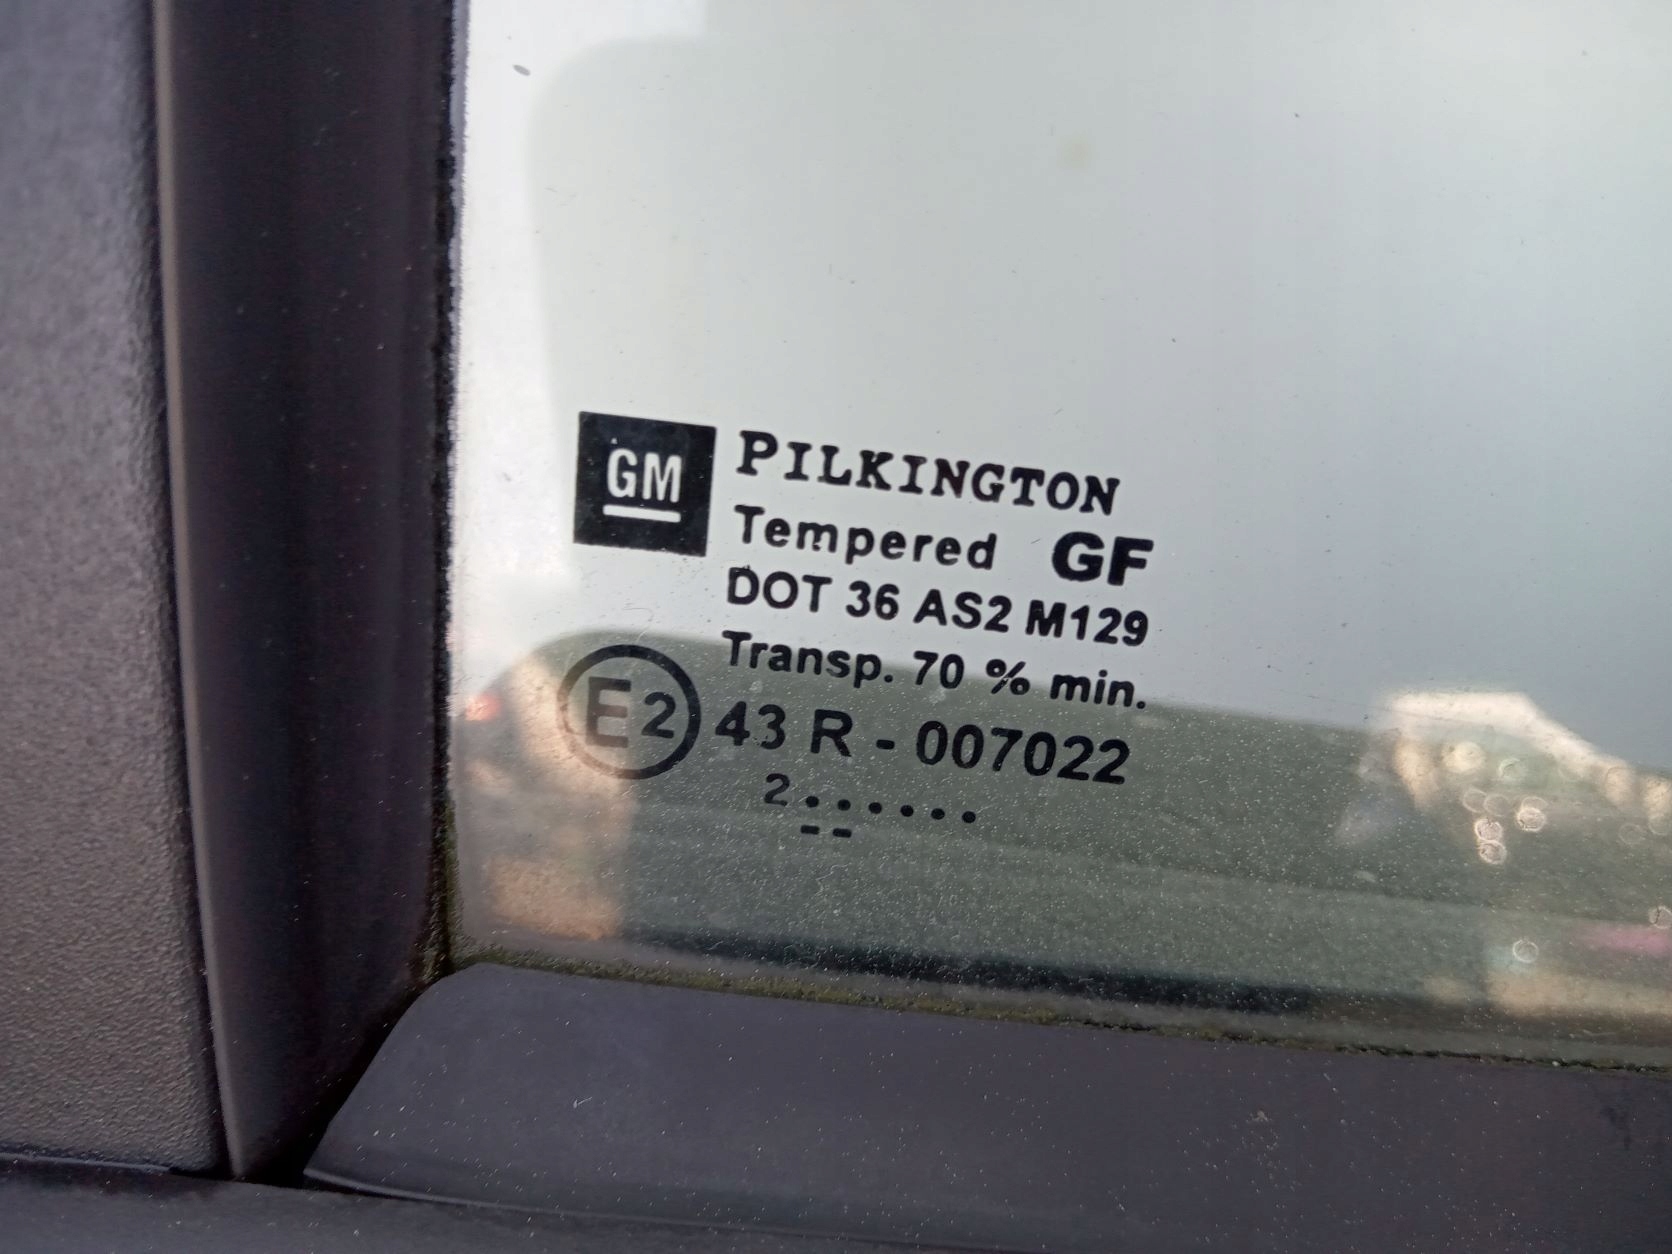 GM
PILKINGTON
Tempered GF
DOT 36 AS2 M129
Transp. 70 % min.
E2 43 R - 007022
2......
--